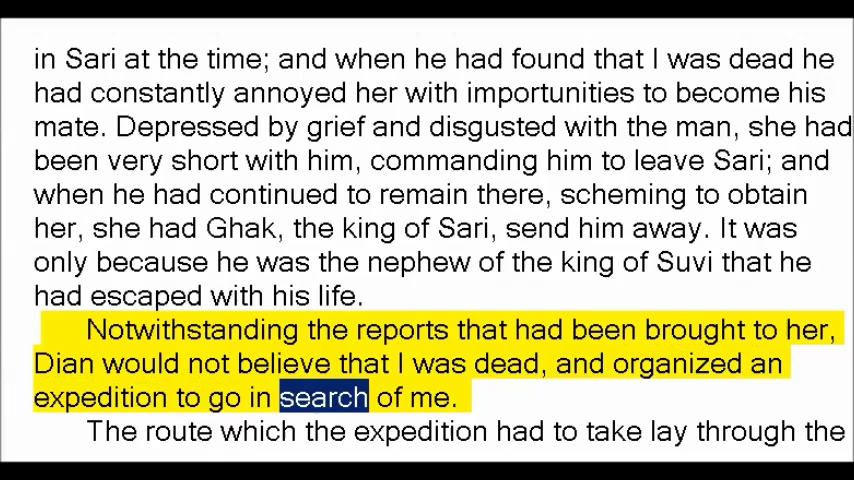 in Sari at the time; and when he had found that I was dead he
had constantly annoyed her with importunities to become his
mate. Depressed by grief and disgusted with the man, she had
been very short with him, commanding him to leave Sari; and
when he had continued to remain there, scheming to obtain
her, she had Ghak, the king of Sari, send him away. It was
only because he was the nephew of the king of Suvi that he
had escaped with his life.
Notwithstanding the reports that had been brought to her,
Dian would not believe that I was dead, and organized an
expedition to go in search of me.
The route which the expedition had to take lay through the